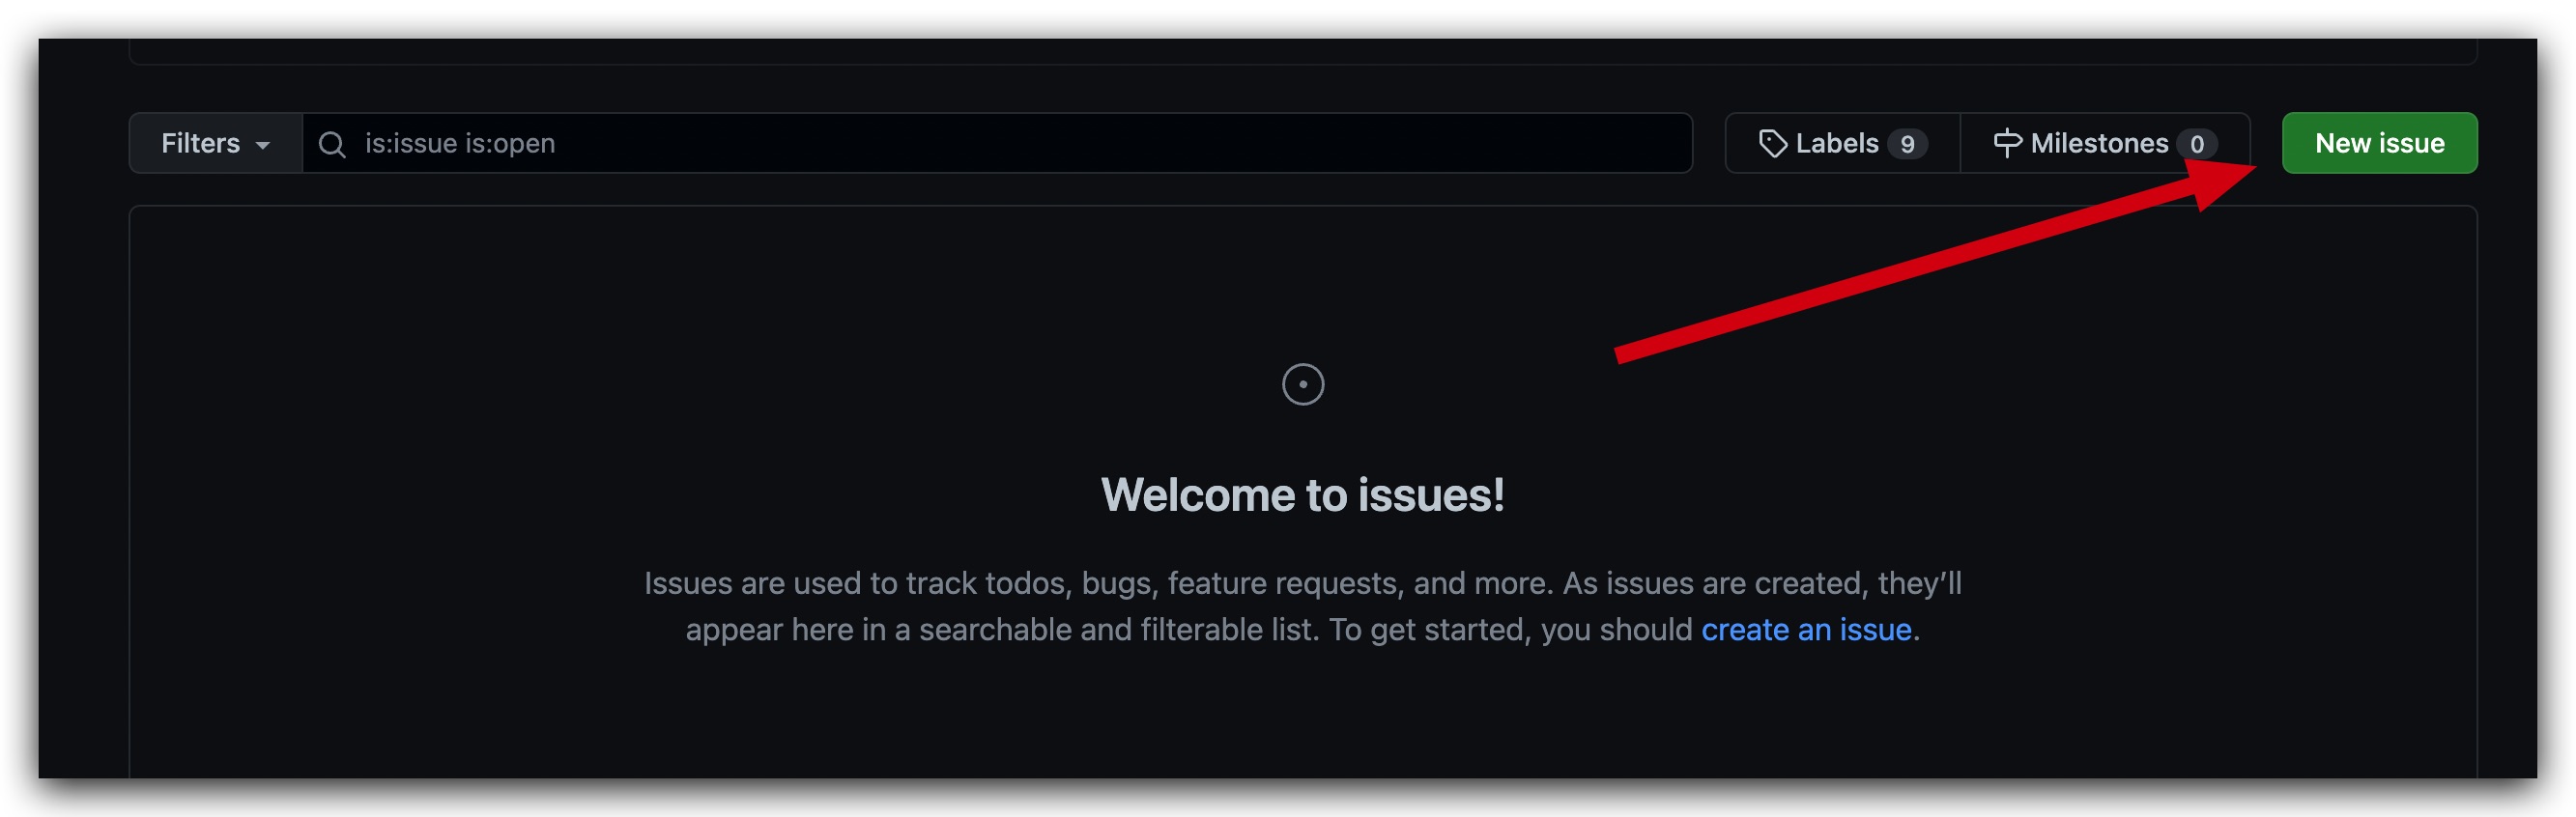 Filters is:issue is:open Labels 9 Milestones 0 New issue
Welcome to issues!
Issues are used to track todos, bugs, feature requests, and more. As issues are created, they’ll
appear here in a searchable and filterable list. To get started, you should create an issue.